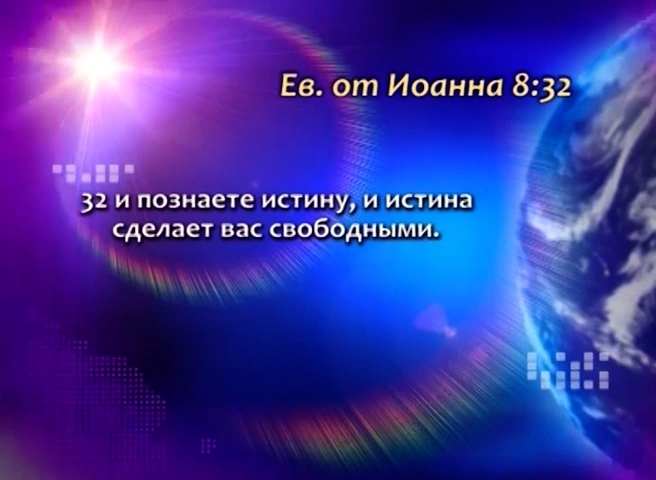 Ев. от Иоанна 8:32
32 и познаете истину, и истина
сделает вас свободными.